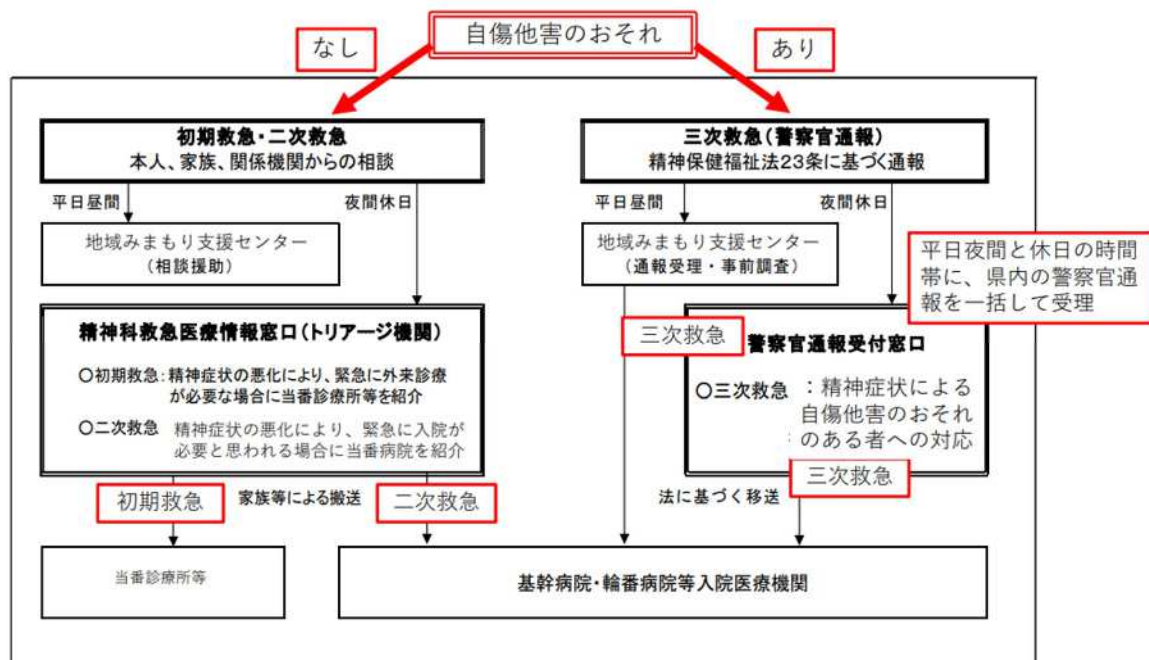 自傷他害のおそれ
なし
あり
初期救急・二次救急
本人、家族、関係機関からの相談
平日昼間
夜間休日
地域みまもり支援センター
(相談援助)
精神科救急医療情報窓口(トリアージ機関)
○初期救急:精神症状の悪化により、緊急に外来診療
が必要な場合に当番診療所等を紹介
○二次救急 精神症状の悪化により、緊急に入院が
必要と思われる場合に当番病院を紹介
初期救急
家族等による搬送
二次救急
当番診療所等
三次救急(警察官通報)
精神保健福祉法23条に基づく通報
平日昼間
夜間休日
地域みまもり支援センター
(通報受理・事前調査)
平日夜間と休日の時間
帯に、県内の警察官通
報を一括して受理
三次救急
警察官通報受付窓口
○三次救急 :精神症状による
自傷他害のおそれ
のある者への対応
三次救急
法に基づく移送
基幹病院・輪番病院等入院医療機関